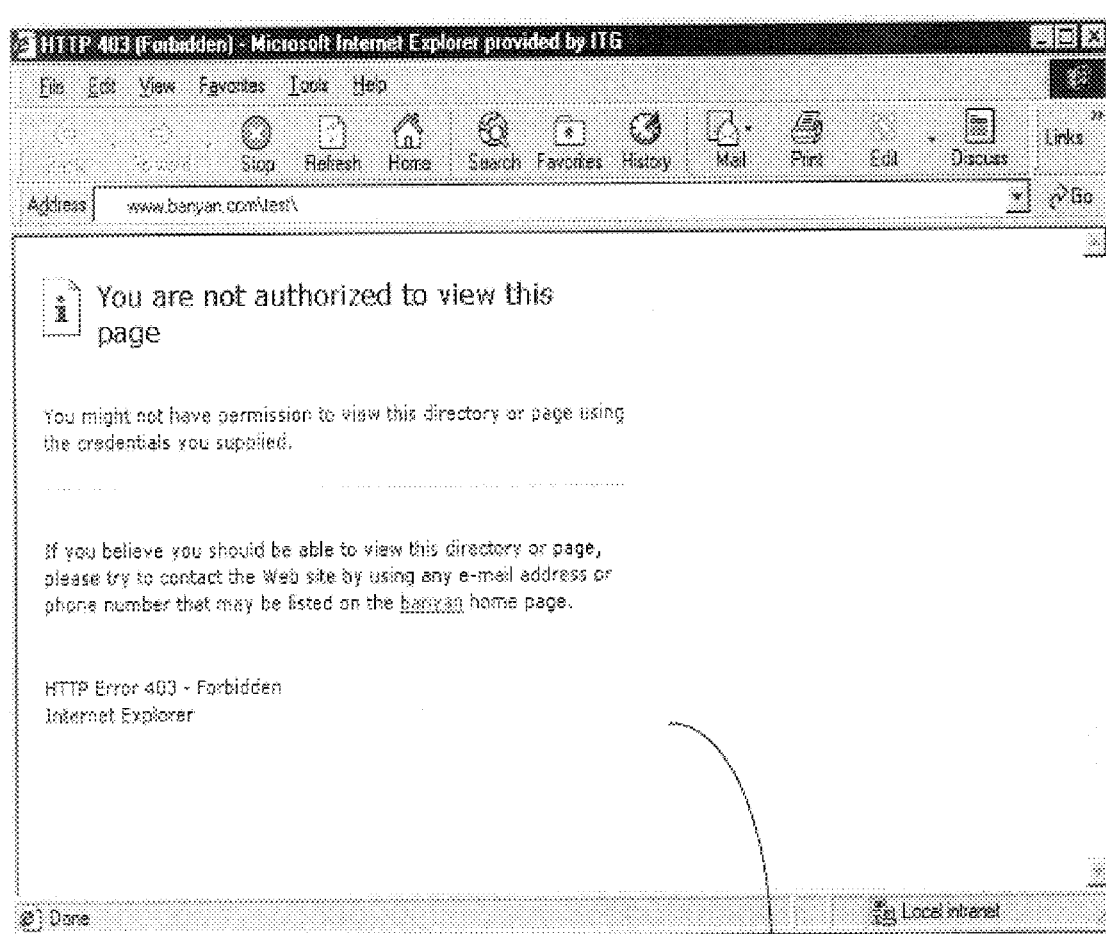 HTTP 403 (Forbidden) - Microsoft Internet Explorer provided by ITG
File Edit View Favorites Tools Help
Stop Refresh Home Search Favorites History Mail Print Edit Discuss Links »
Address www.banyan.com\test\ Go
You are not authorized to view this
page
You might not have permission to view this directory or page using
the credentials you supplied.
If you believe you should be able to view this directory or page,
please try to contact the Web site by using any e-mail address or
phone number that may be listed on the banyan home page.
HTTP Error 403 - Forbidden
Internet Explorer
Done Local intranet